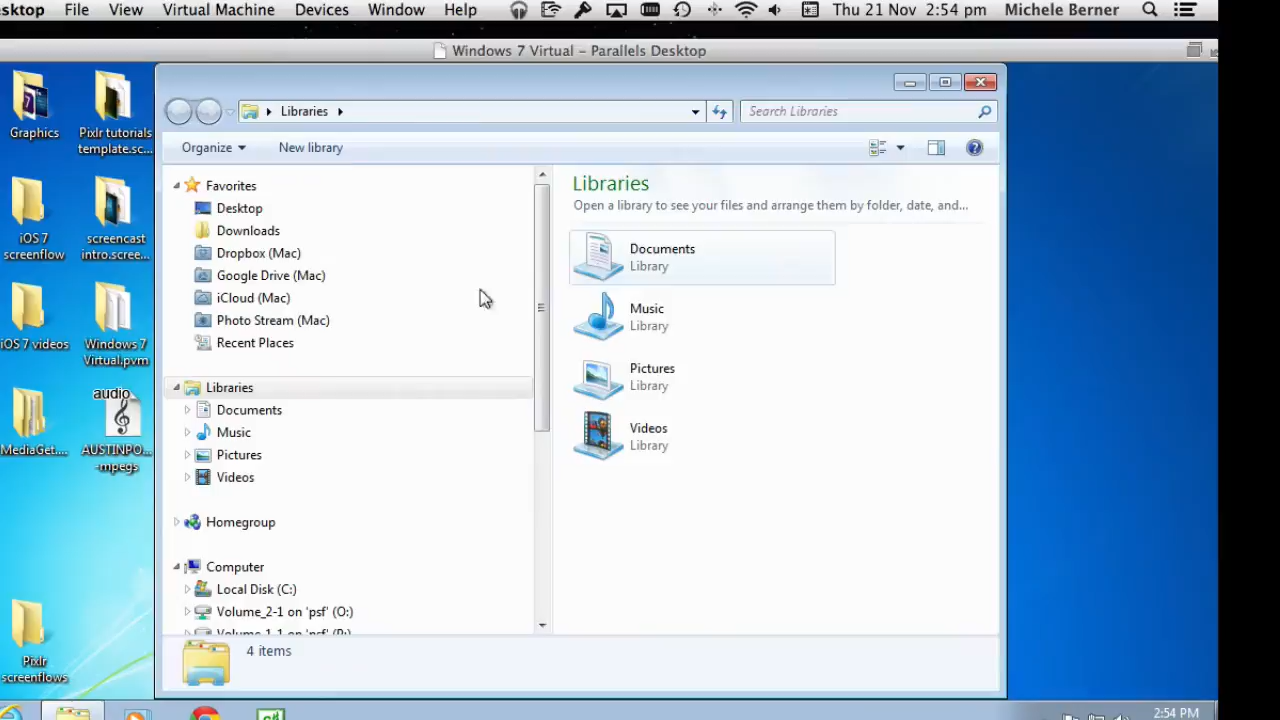 sktop File View Virtual Machine Devices Window Help Thu 21 Nov 2:54 pm Michele Berner
Windows 7 Virtual – Parallels Desktop
Libraries
Search Libraries
Organize New library
Graphics
Pixlr tutorials
template.sc...
iOS 7
screenflow
screencast
intro.scree...
iOS 7 videos
Windows 7
Virtual.pvm
MediaGet....
audio
AUSTINPO...
-mpegs
Pixlr
screenflows
Favorites
Desktop
Downloads
Dropbox (Mac)
Google Drive (Mac)
iCloud (Mac)
Photo Stream (Mac)
Recent Places
Libraries
Documents
Music
Pictures
Videos
Homegroup
Computer
Local Disk (C:)
Volume_2-1 on 'psf' (O:)
Volume_1-1 on 'psf' (P:)
Libraries
Open a library to see your files and arrange them by folder, date, and...
Documents
Library
Music
Library
Pictures
Library
Videos
Library
4 items
2:54 PM